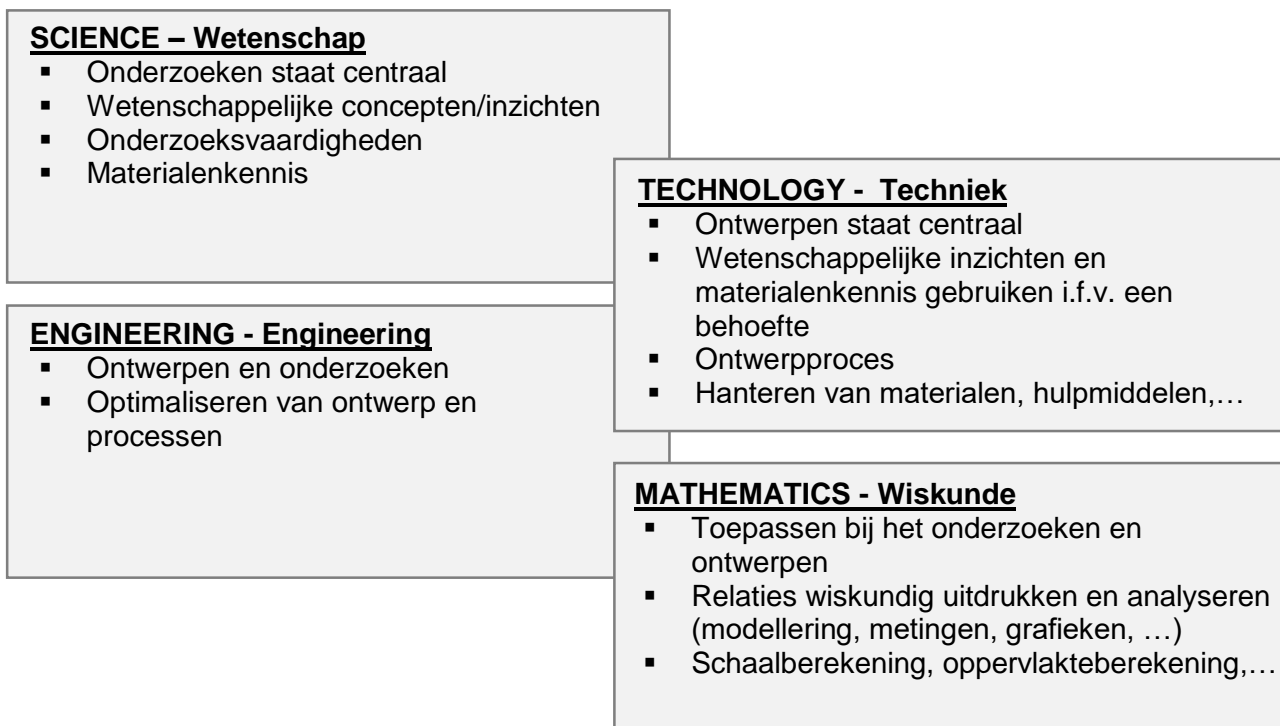 SCIENCE – Wetenschap
▪ Onderzoeken staat centraal
▪ Wetenschappelijke concepten/inzichten
▪ Onderzoeksvaardigheden
▪ Materialenkennis
TECHNOLOGY - Techniek
▪ Ontwerpen staat centraal
▪ Wetenschappelijke inzichten en
materialenkennis gebruiken i.f.v. een
behoefte
▪ Ontwerpproces
▪ Hanteren van materialen, hulpmiddelen,…
ENGINEERING - Engineering
▪ Ontwerpen en onderzoeken
▪ Optimaliseren van ontwerp en
processen
MATHEMATICS - Wiskunde
▪ Toepassen bij het onderzoeken en
ontwerpen
▪ Relaties wiskundig uitdrukken en analyseren
(modellering, metingen, grafieken, …)
▪ Schaalberekening, oppervlakteberekening,…